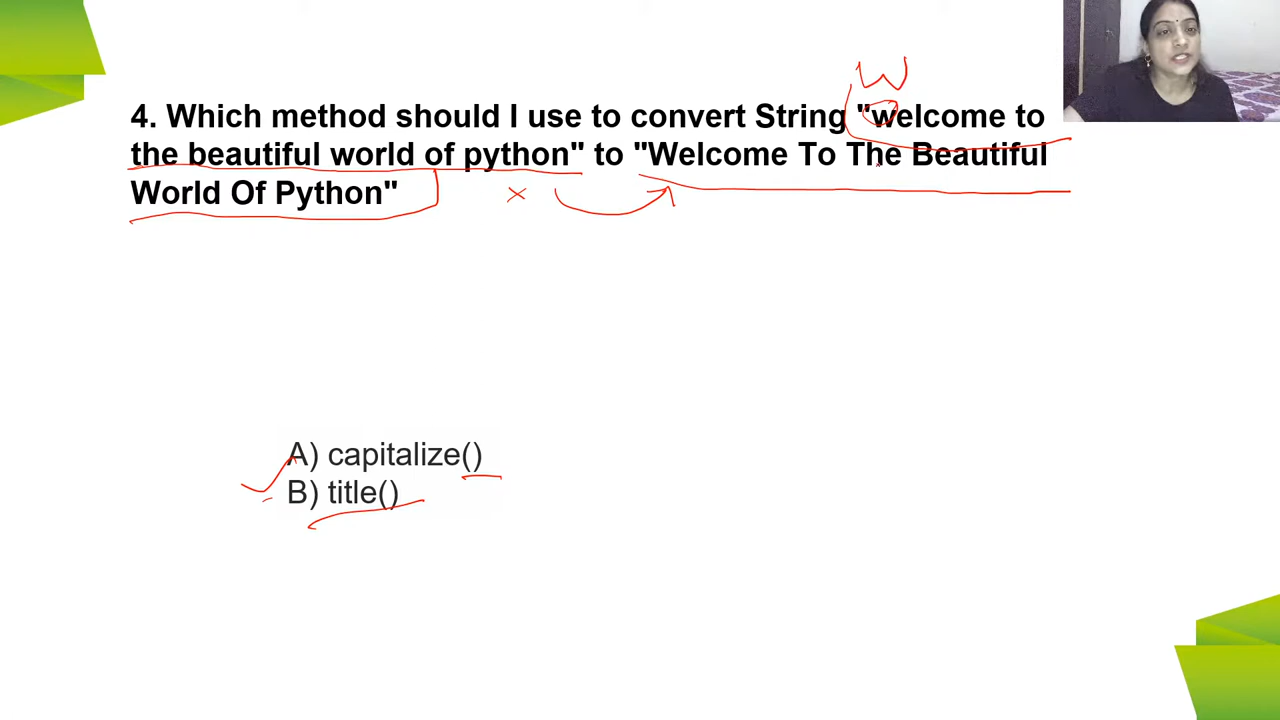 W
4. Which method should I use to convert String "welcome to
the beautiful world of python" to "Welcome To The Beautiful
World Of Python"
A) capitalize()
B) title()